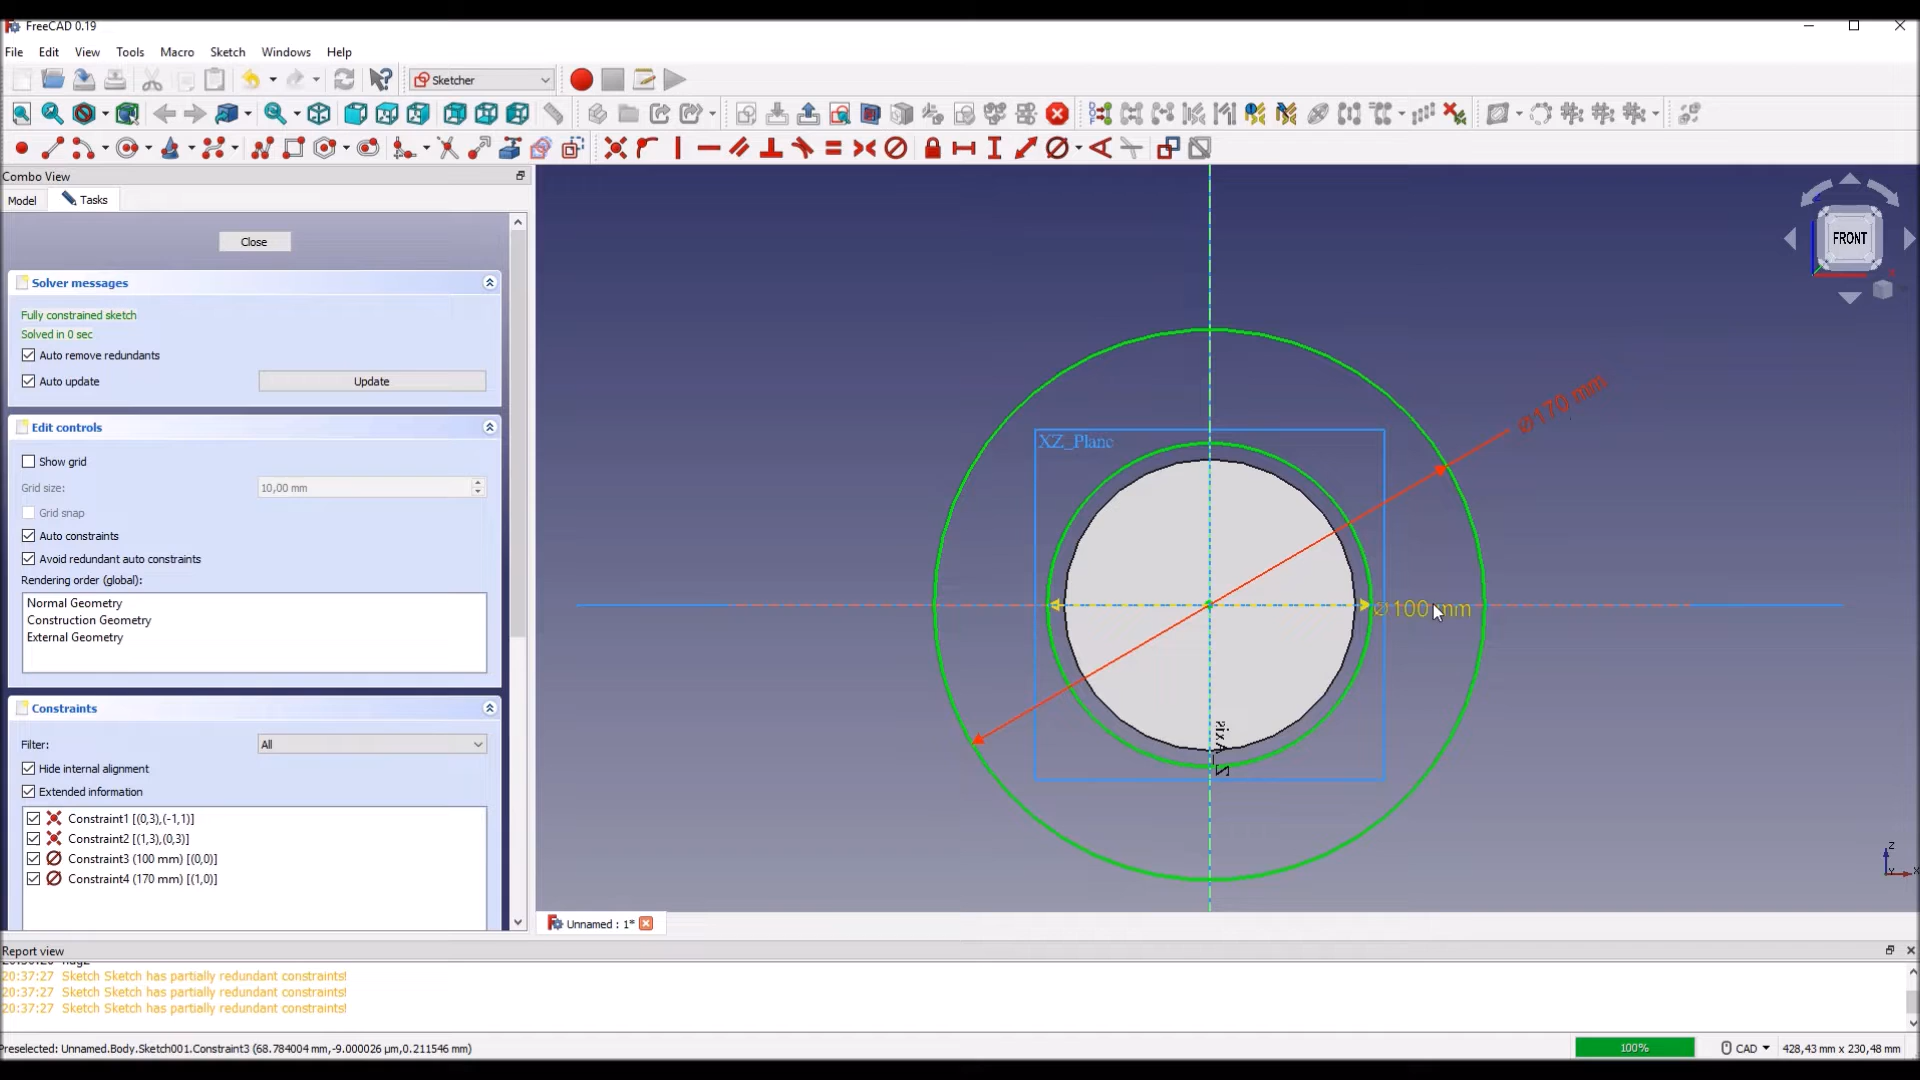 FreeCAD 0.19
File Edit View Tools Macro Sketch Windows Help
Sketcher
Combo View
Model Tasks
Close
Solver messages
Fully constrained sketch
Solved in 0 sec
Auto remove redundants
Auto update
Update
Edit controls
Show grid
Grid size: 10,00 mm
Grid snap
Auto constraints
Avoid redundant auto constraints
Rendering order (global):
Normal Geometry
Construction Geometry
External Geometry
Constraints
Filter: All
Hide internal alignment
Extended information
Constraint1 [(0,3),(-1,1)]
Constraint2 [(1,3),(0,3)]
Constraint3 (100 mm) [(0,0)]
Constraint4 (170 mm) [(1,0)]
FRONT
Ø170 mm
XZ_Plane
Ø100 mm
Z_Axis
Z
X
Unnamed : 1*
Report view
20:37:27 Sketch Sketch has partially redundant constraints!
20:37:27 Sketch Sketch has partially redundant constraints!
20:37:27 Sketch Sketch has partially redundant constraints!
Preselected: Unnamed.Body.Sketch001.Constraint3 (68.784004 mm,-9.000026 µm,0.211546 mm)
100%
CAD
428,43 mm x 230,48 mm